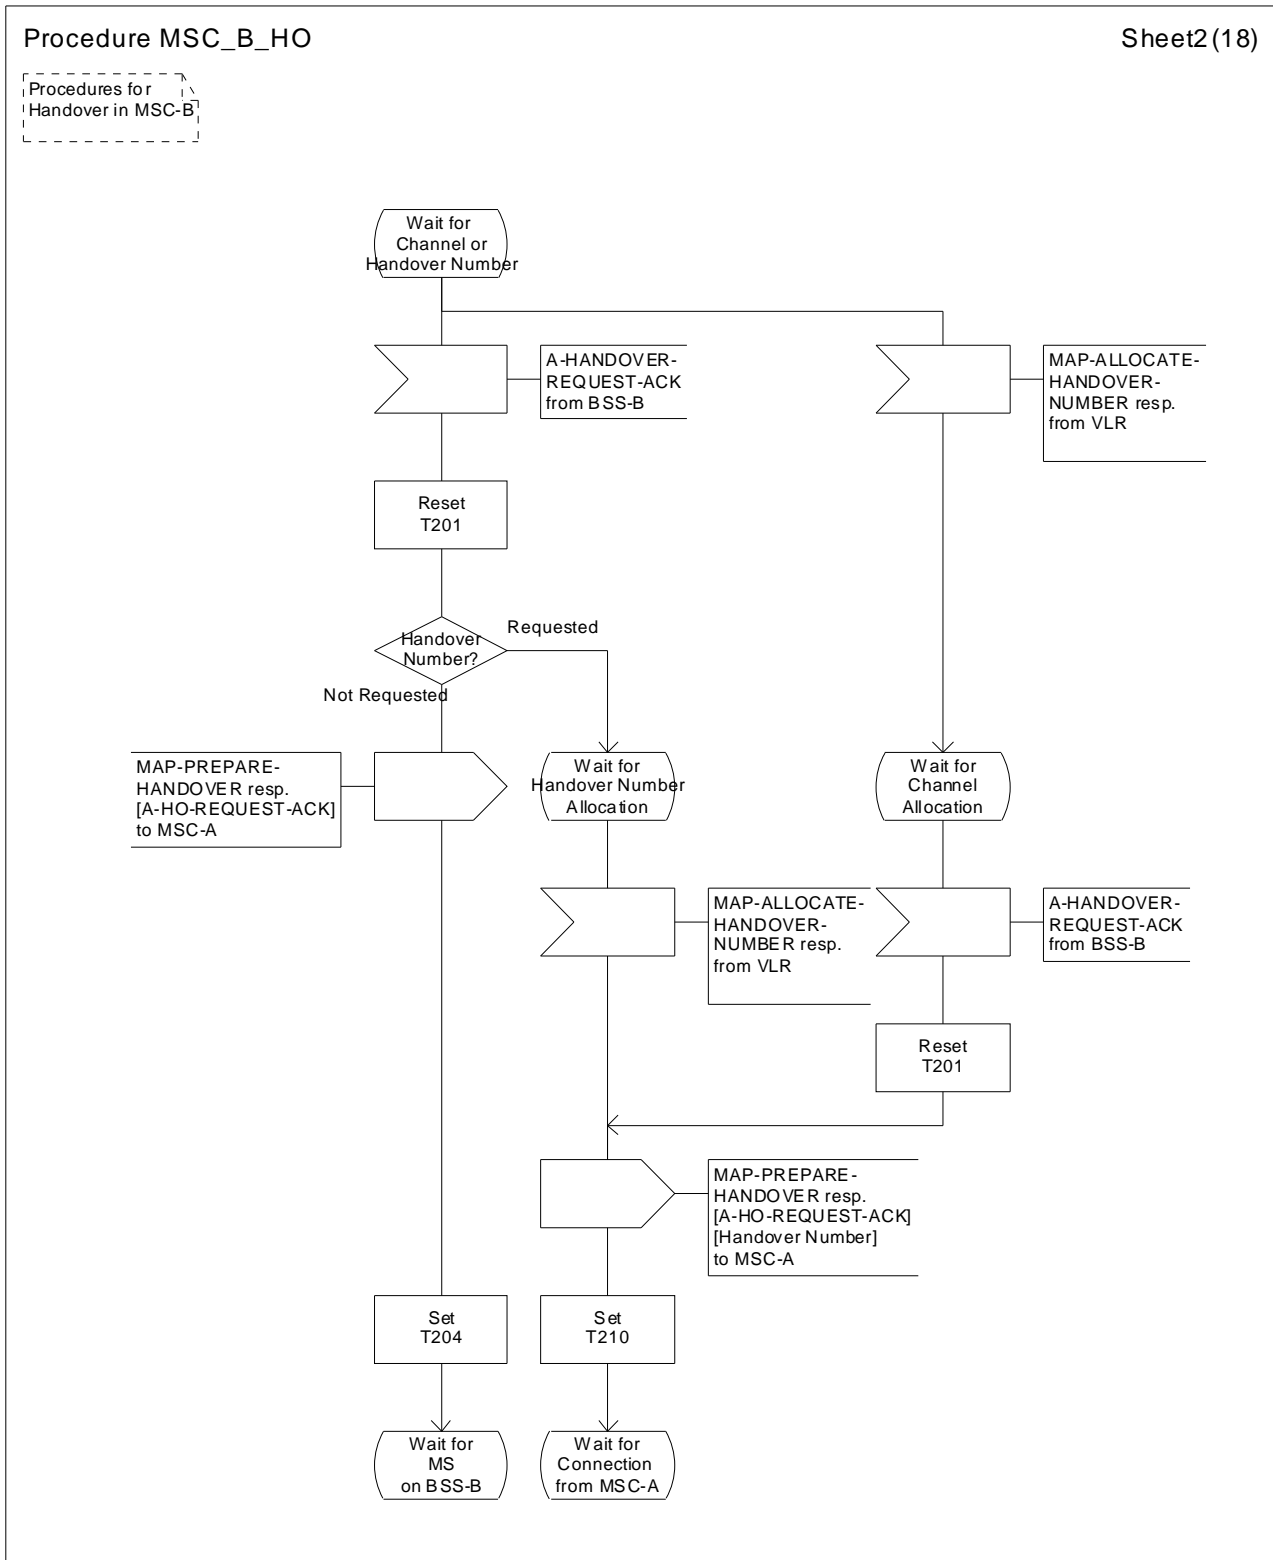 Procedure MSC_B_HO
Sheet2(18)
Procedures for
Handover in MSC-B
Wait for
Channel or
Handover Number
A-HANDOVER-
REQUEST-ACK
from BSS-B
MAP-ALLOCATE-
HANDOVER-
NUMBER resp.
from VLR
Reset
T201
Handover
Number?
Requested
Not Requested
MAP-PREPARE-
HANDOVER resp.
[A-HO-REQUEST-ACK]
to MSC-A
Wait for
Handover Number
Allocation
Wait for
Channel
Allocation
MAP-ALLOCATE-
HANDOVER-
NUMBER resp.
from VLR
A-HANDOVER-
REQUEST-ACK
from BSS-B
Reset
T201
MAP-PREPARE-
HANDOVER resp.
[A-HO-REQUEST-ACK]
[Handover Number]
to MSC-A
Set
T204
Set
T210
Wait for
MS
on BSS-B
Wait for
Connection
from MSC-A